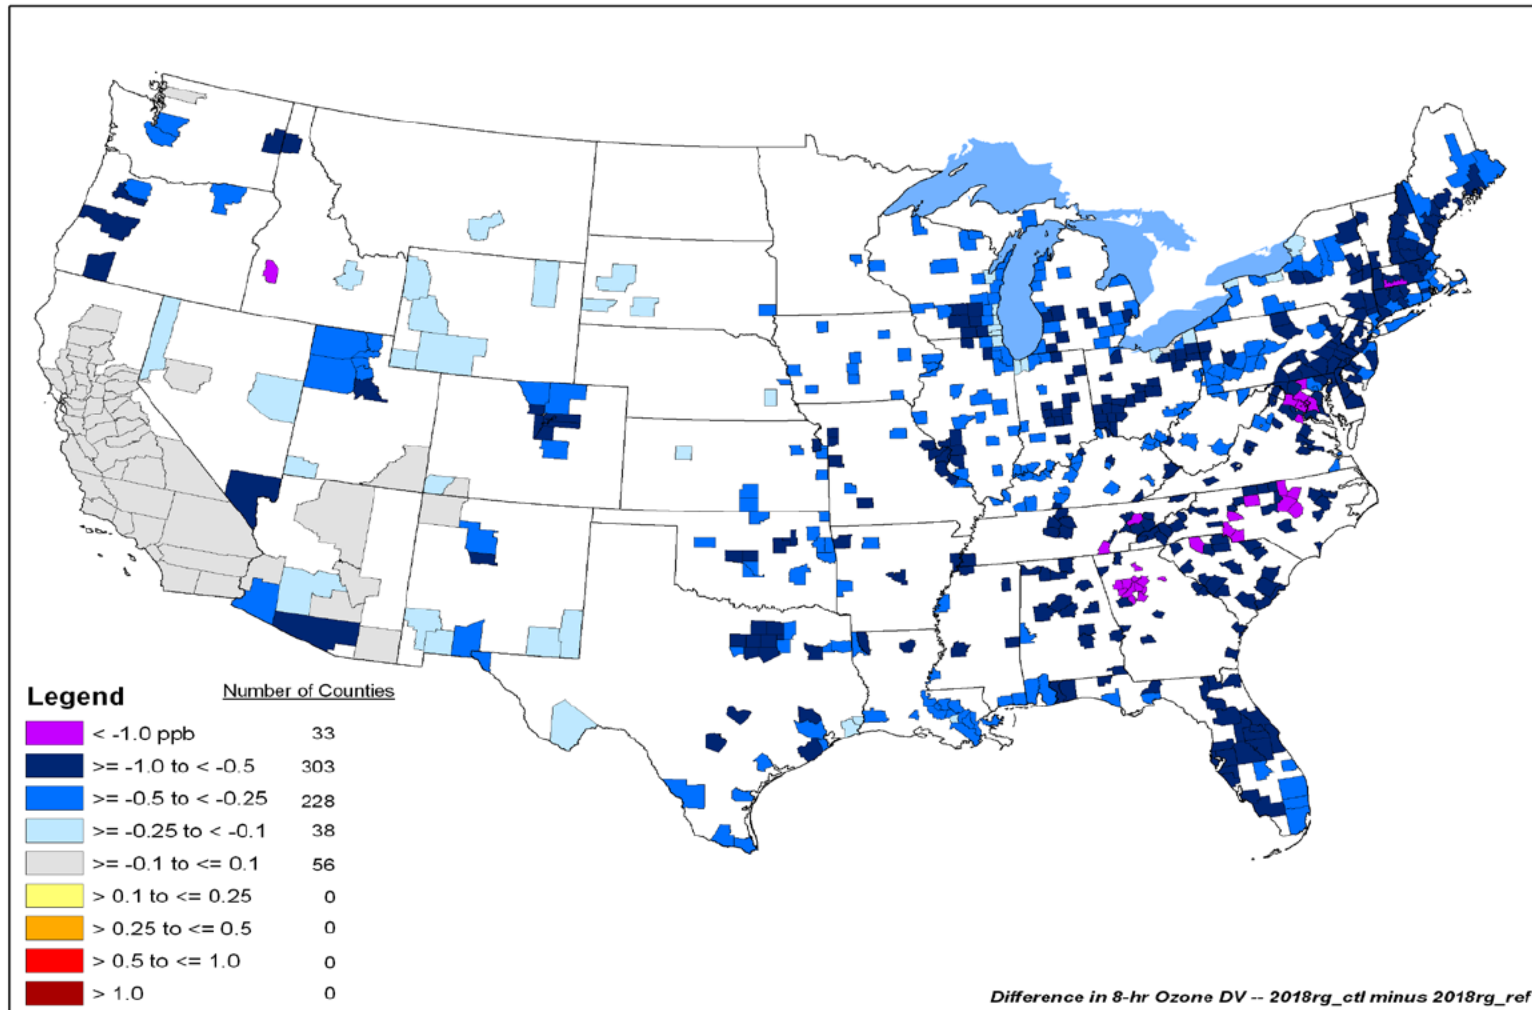 Legend Number of Counties
< -1.0 ppb 33
>= -1.0 to < -0.5 303
>= -0.5 to < -0.25 228
>= -0.25 to < -0.1 38
>= -0.1 to <= 0.1 56
> 0.1 to <= 0.25 0
> 0.25 to <= 0.5 0
> 0.5 to <= 1.0 0
> 1.0 0
Difference in 8-hr Ozone DV -- 2018rg_ctl minus 2018rg_ref